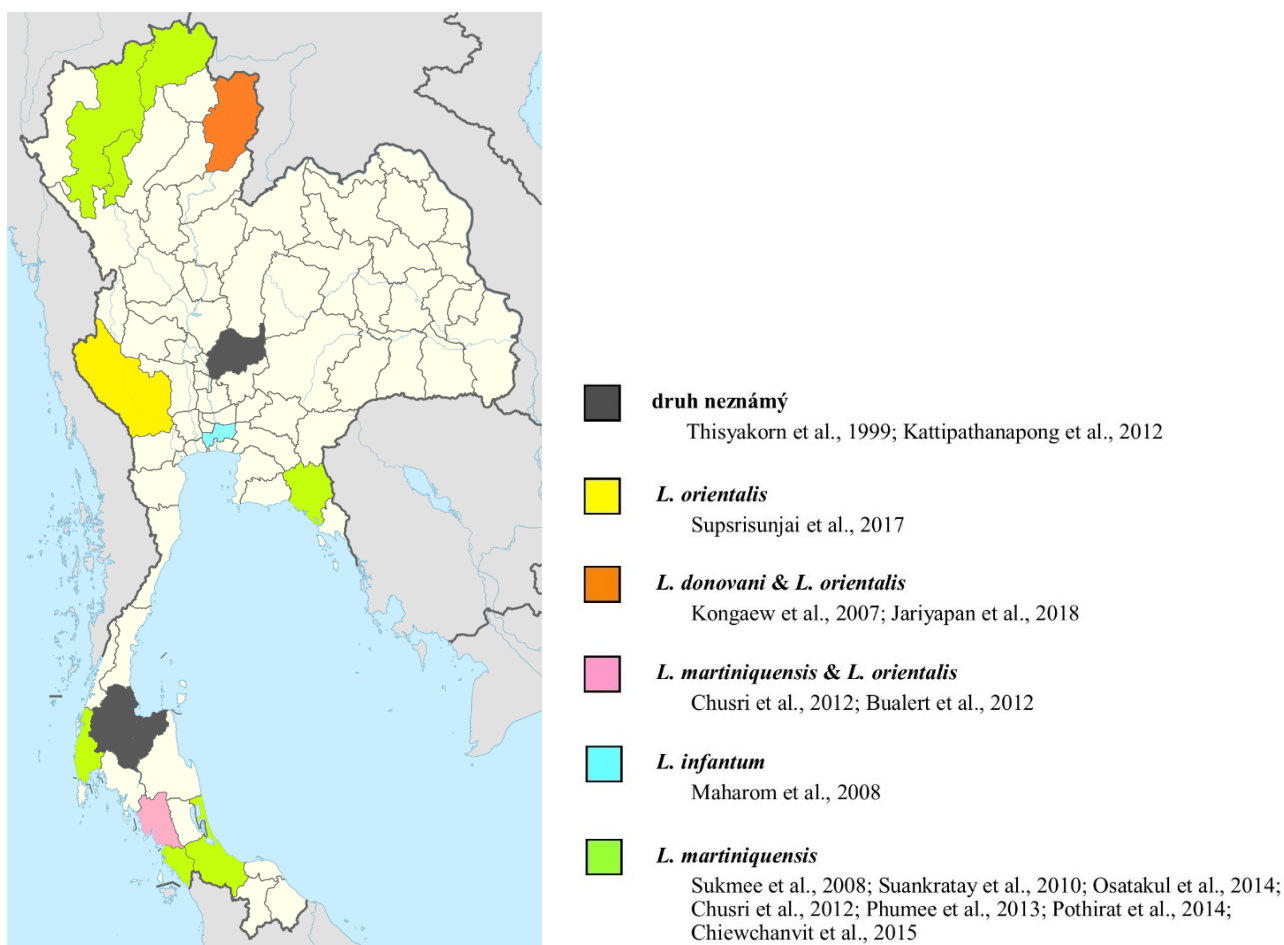 druh neznámý
Thisyakorn et al., 1999; Kattipathanapong et al., 2012
L. orientalis
Supsrisunjai et al., 2017
L. donovani & L. orientalis
Kongaew et al., 2007; Jariyapan et al., 2018
L. martiniquensis & L. orientalis
Chusri et al., 2012; Bualert et al., 2012
L. infantum
Maharom et al., 2008
L. martiniquensis
Sukmee et al., 2008; Suankratay et al., 2010; Osatakul et al., 2014;
Chusri et al., 2012; Phumee et al., 2013; Pothirat et al., 2014;
Chiewchanvit et al., 2015